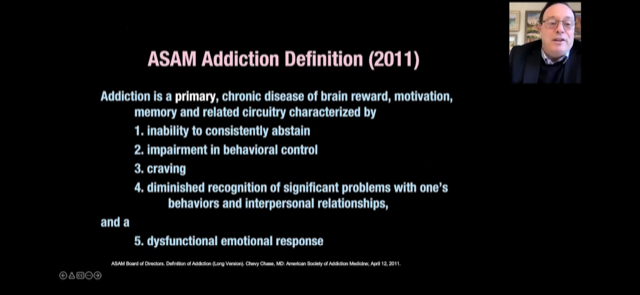 ASAM Addiction Definition (2011)
Addiction is a primary, chronic disease of brain reward, motivation,
memory and related circuitry characterized by
1. inability to consistently abstain
2. impairment in behavioral control
3. craving
4. diminished recognition of significant problems with one's
behaviors and interpersonal relationships,
and a
5. dysfunctional emotional response
ASAM Board of Directors. Definition of Addiction (Long Version). Chevy Chase, MD: American Society of Addiction Medicine; April 12, 2011.